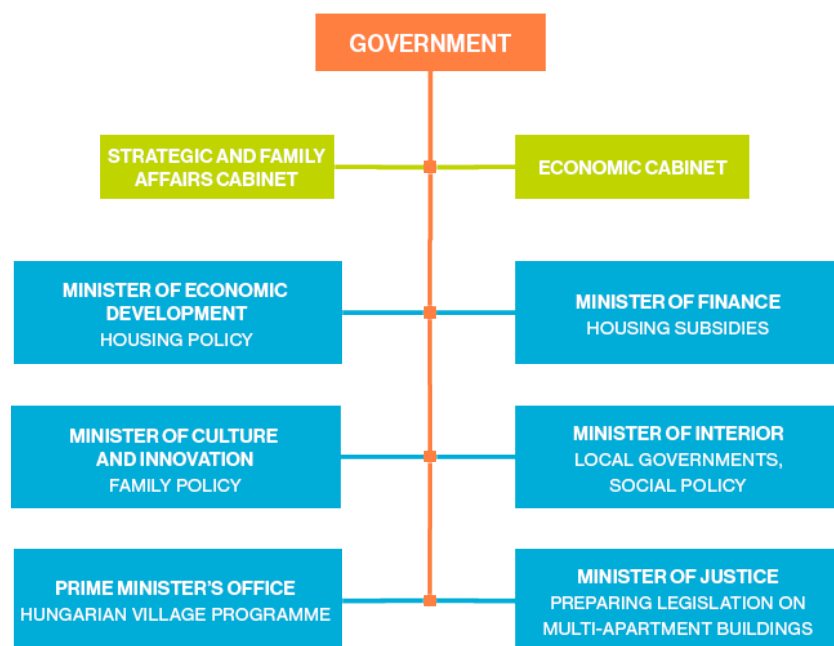 GOVERNMENT
STRATEGIC AND FAMILY
AFFAIRS CABINET
ECONOMIC CABINET
MINISTER OF ECONOMIC
DEVELOPMENT
HOUSING POLICY
MINISTER OF FINANCE
HOUSING SUBSIDIES
MINISTER OF CULTURE
AND INNOVATION
FAMILY POLICY
MINISTER OF INTERIOR
LOCAL GOVERNMENTS,
SOCIAL POLICY
PRIME MINISTER'S OFFICE
HUNGARIAN VILLAGE PROGRAMME
MINISTER OF JUSTICE
PREPARING LEGISLATION ON
MULTI-APARTMENT BUILDINGS